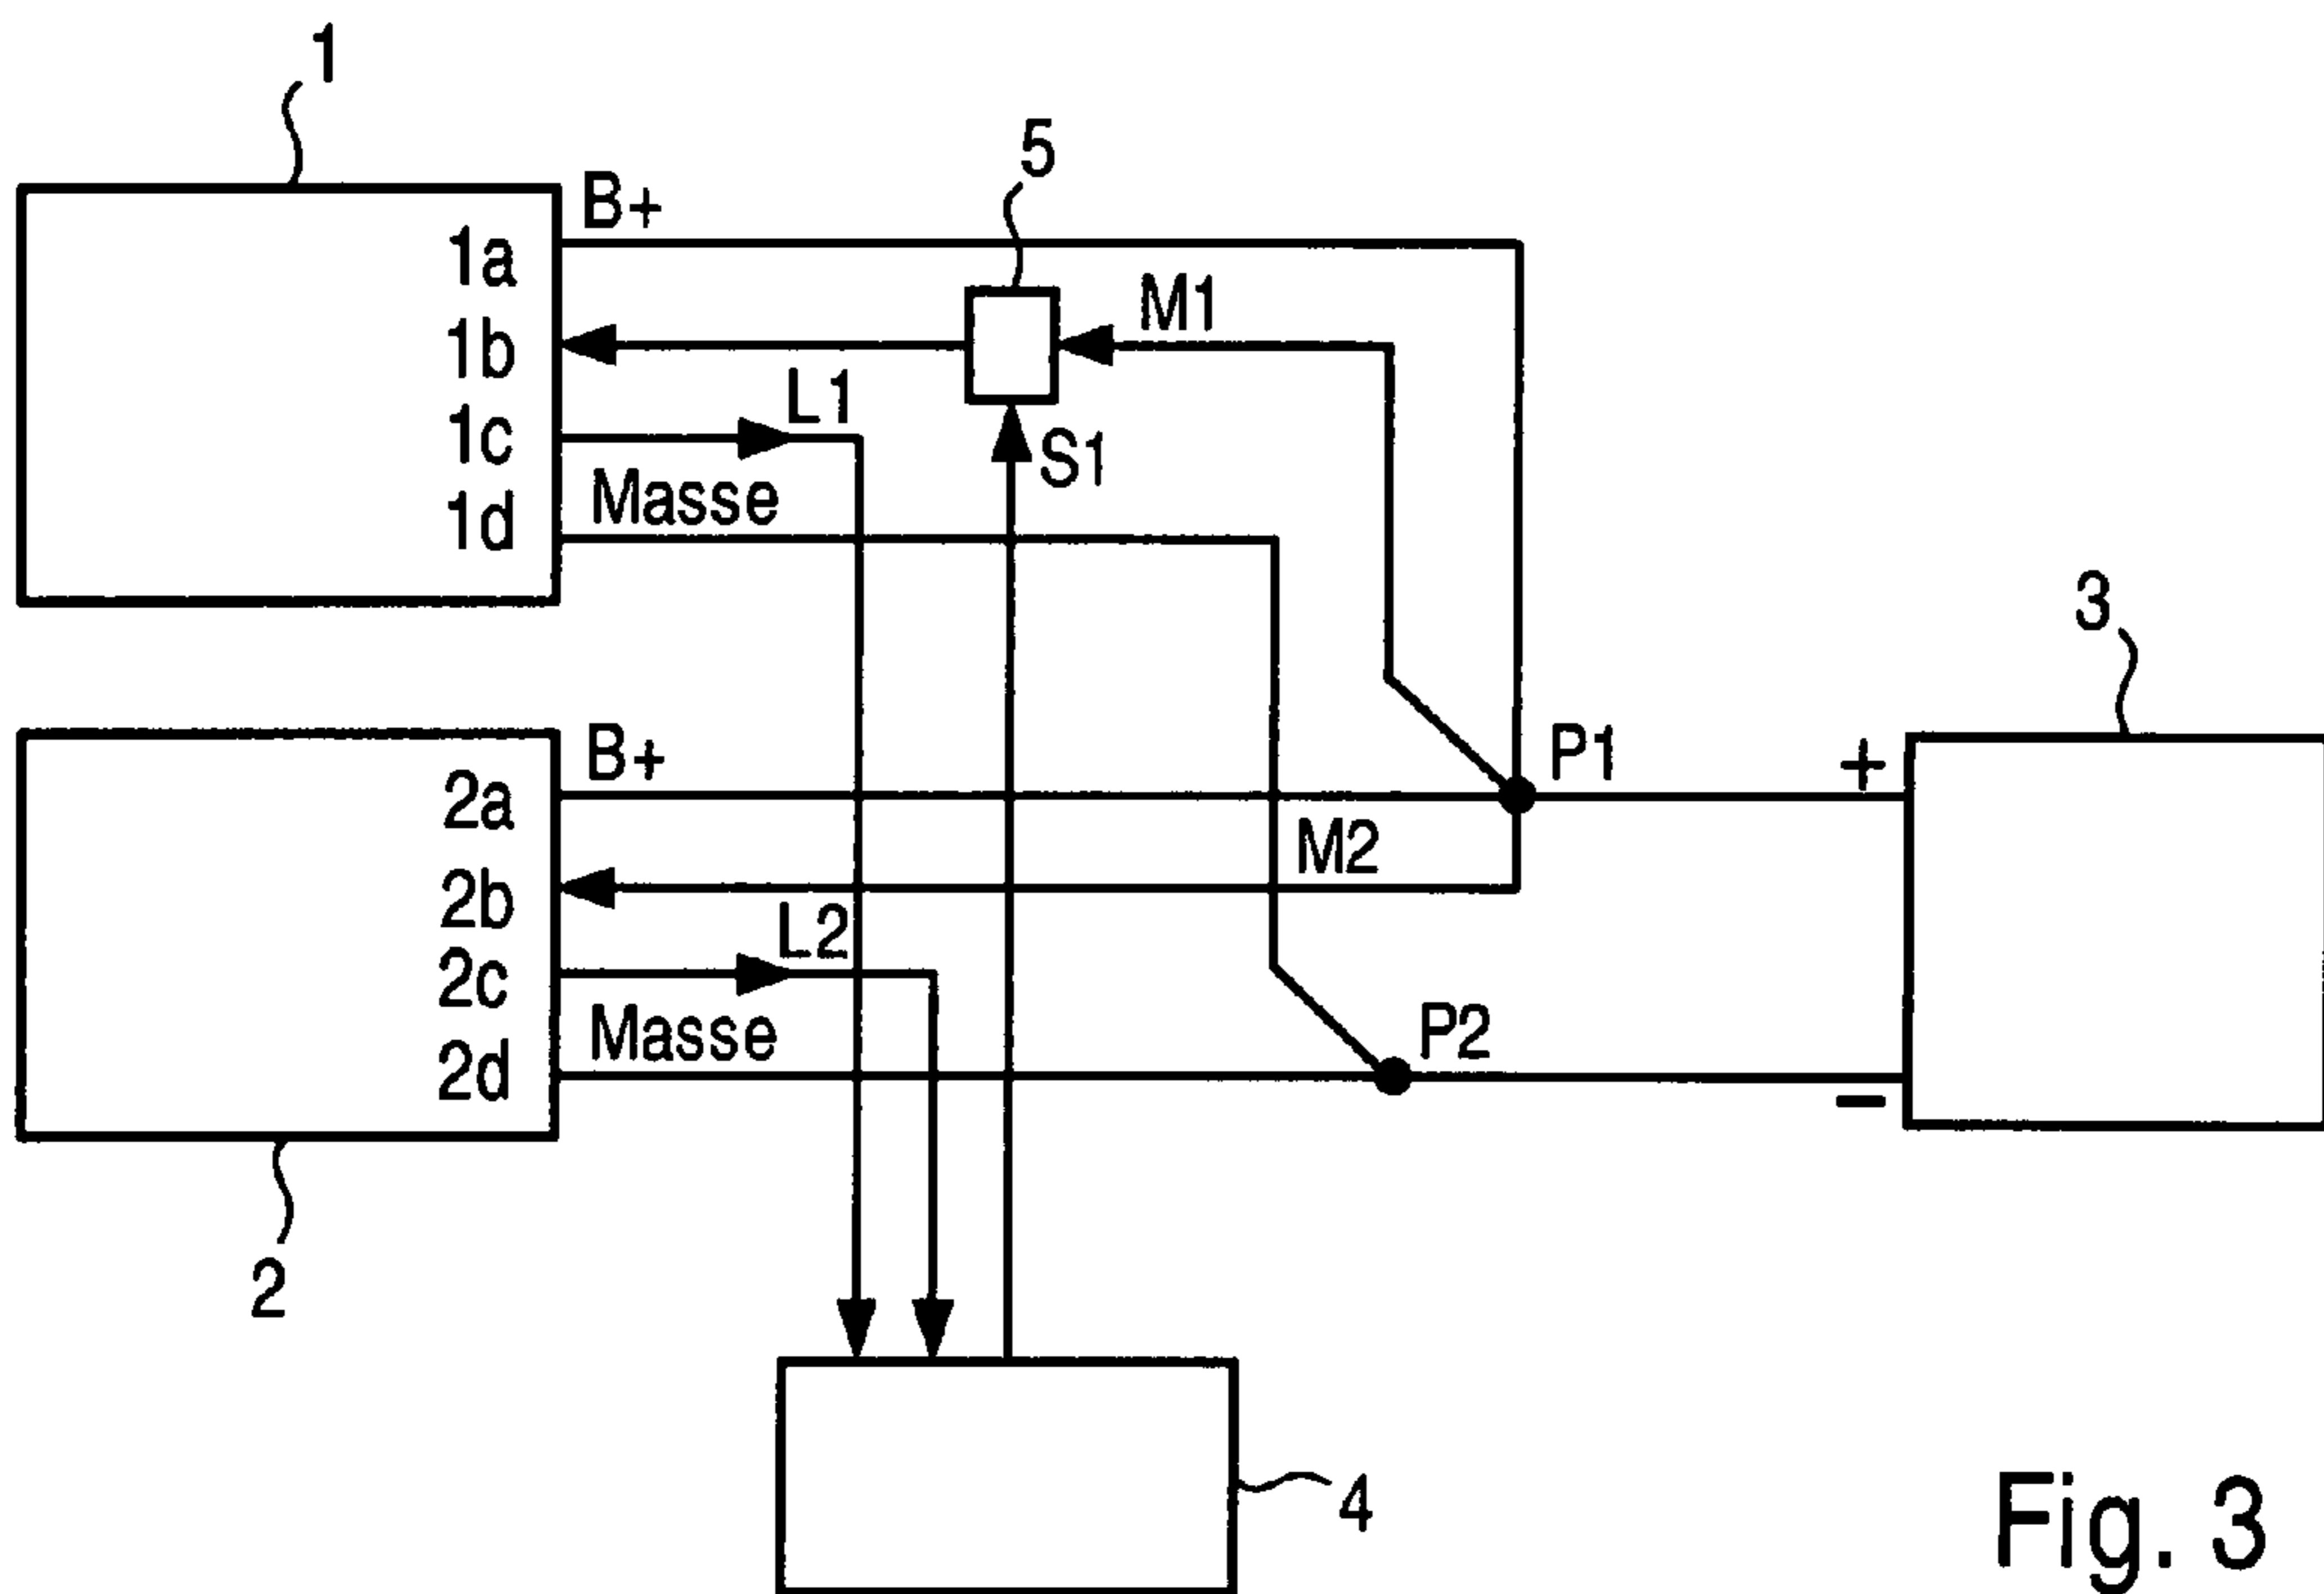 1
5
B+
1a
M1
1b
L1
1c
S1
Masse
1d
3
B+
P1
+
2a
M2
2b
L2
2c
Masse
P2
2d
−
2
4
Fig. 3